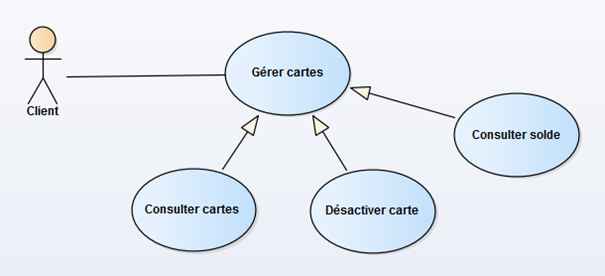 Gérer cartes
Client
Consulter solde
Consulter cartes
Désactiver carte